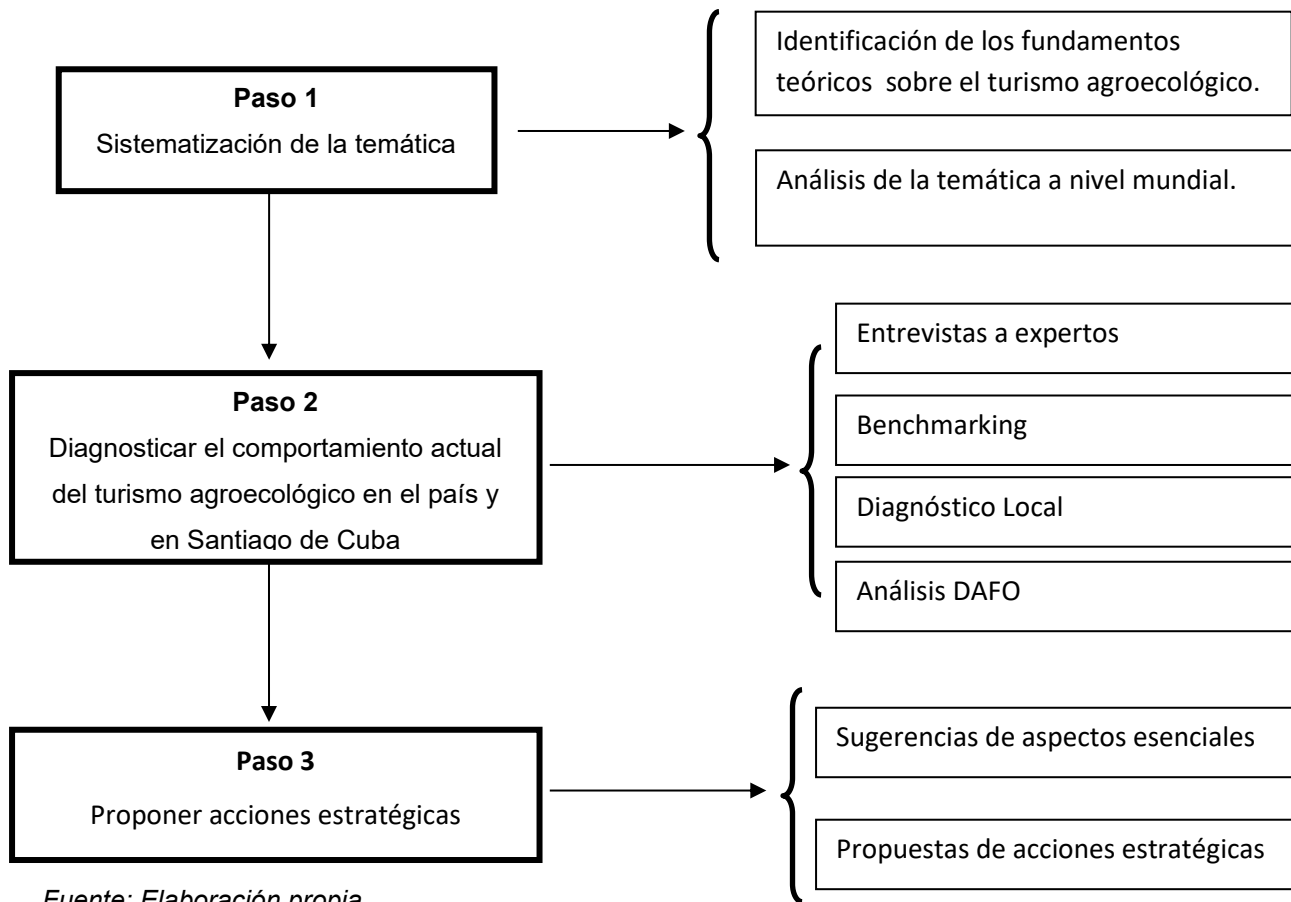 Paso 1
Sistematización de la temática
Identificación de los fundamentos
teóricos  sobre el turismo agroecológico.
Análisis de la temática a nivel mundial.
Paso 2
Diagnosticar el comportamiento actual
del turismo agroecológico en el país y
en Santiago de Cuba
Entrevistas a expertos
Benchmarking
Diagnóstico Local
Análisis DAFO
Paso 3
Proponer acciones estratégicas
Sugerencias de aspectos esenciales
Propuestas de acciones estratégicas
Fuente: Elaboración propia